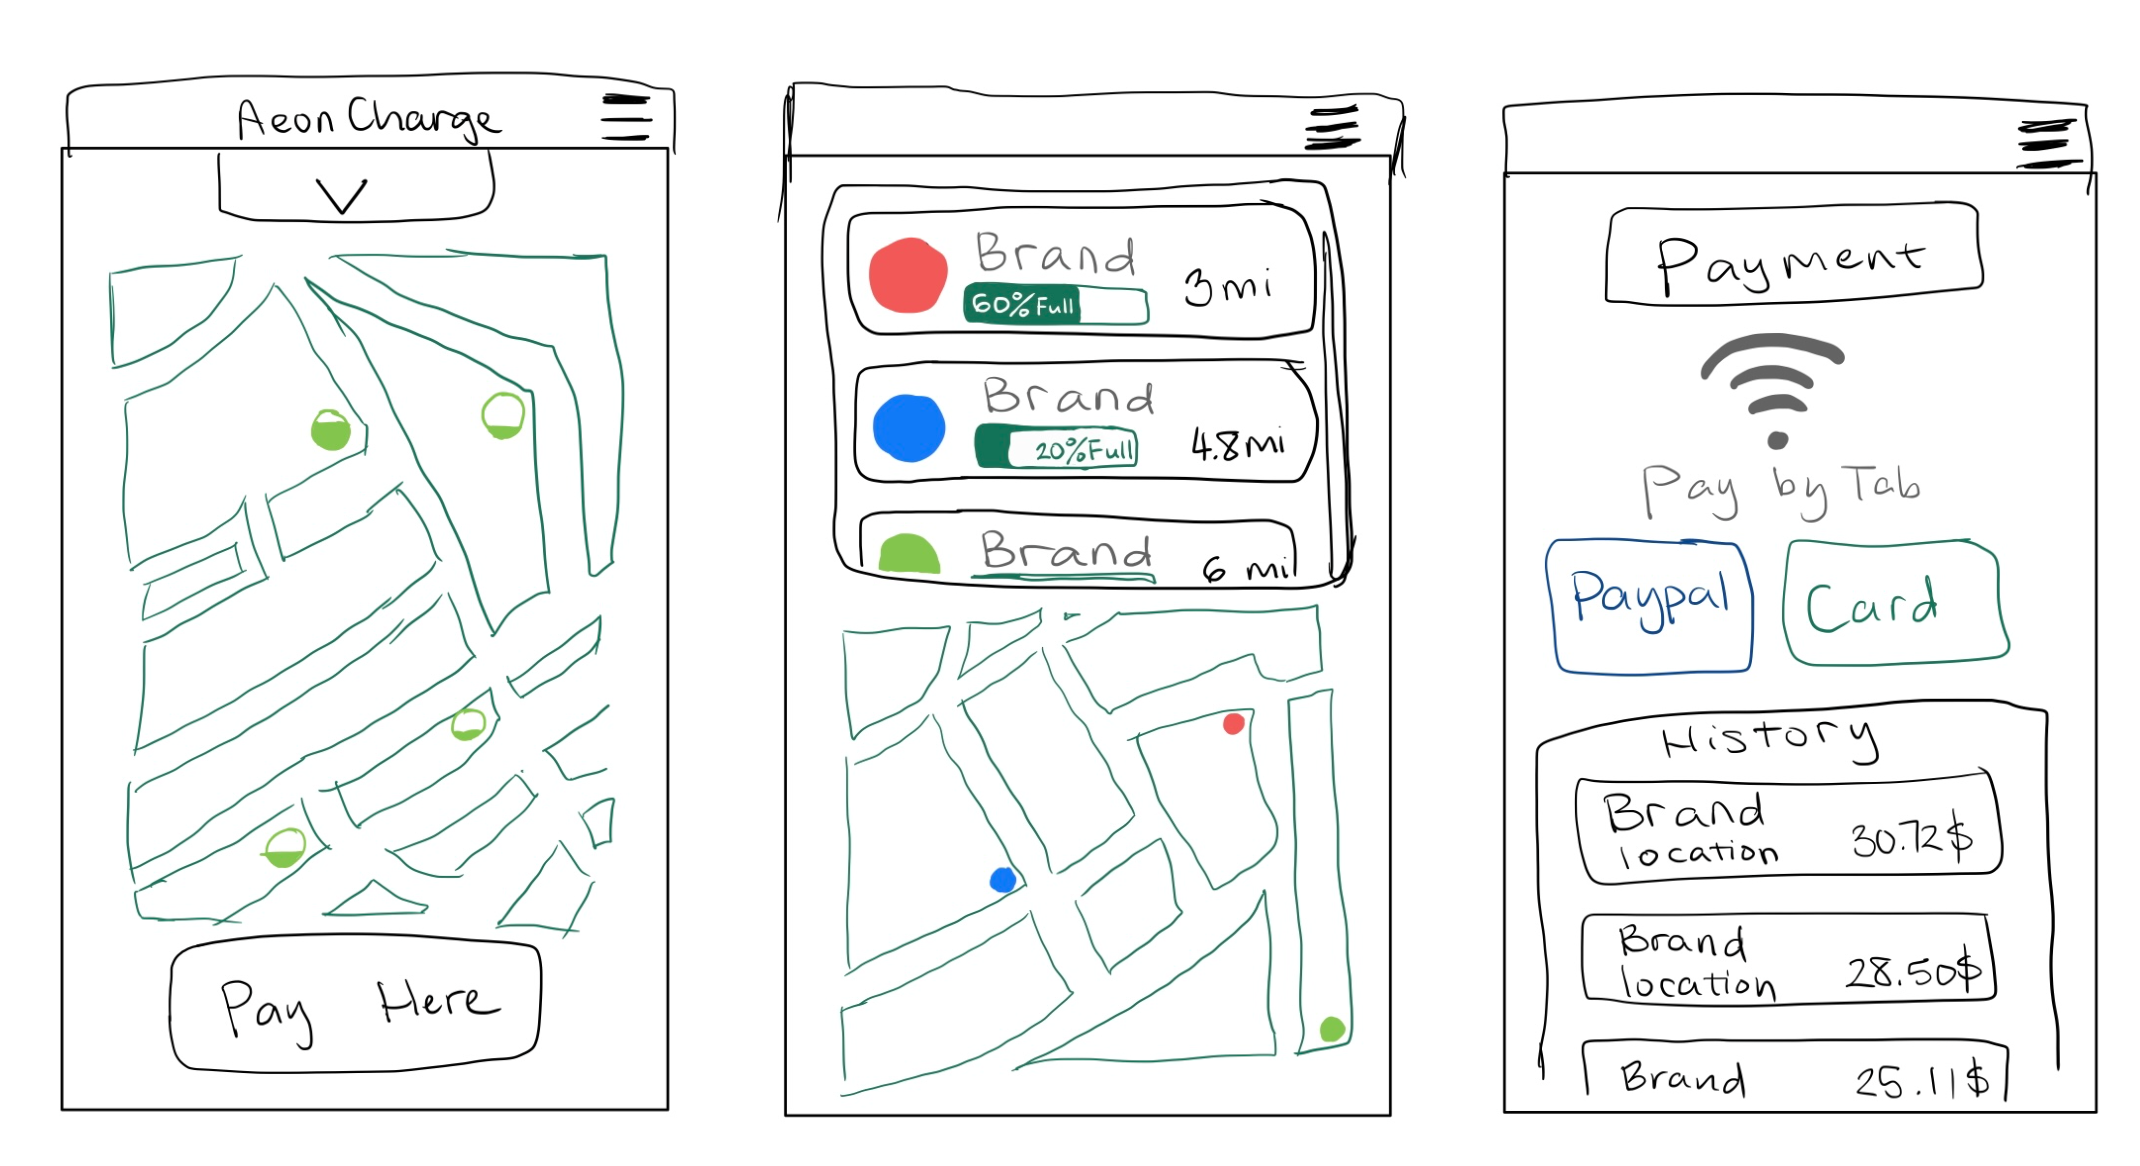 Aeon Charge
Pay Here
Brand
60% Full
3mi
Brand
20% Full
4.8mi
Brand
6 mi
Payment
Pay by Tab
Paypal
Card
History
Brand
location
30.72$
Brand
location
28.50$
Brand
25.11$